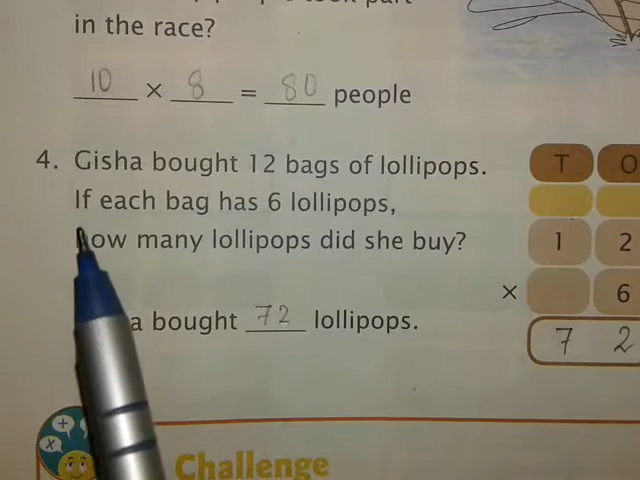 in the race?
10 × 8 = 80 people
4. Gisha bought 12 bags of lollipops.
If each bag has 6 lollipops,
how many lollipops did she buy?
a bought 72 lollipops.
T O
1 2
× 6
7 2
+
x
Challenge